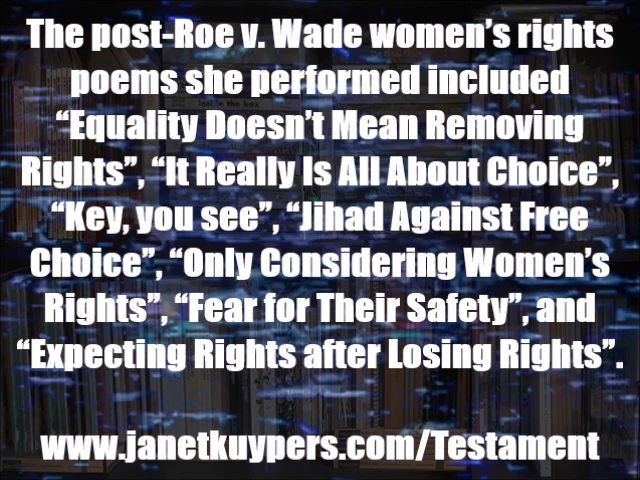 The post-Roe v. Wade women’s rights
poems she performed included
“Equality Doesn’t Mean Removing
Rights”, “It Really Is All About Choice”,
“Key, you see”, “Jihad Against Free
Choice”, “Only Considering Women’s
Rights”, “Fear for Their Safety”, and
“Expecting Rights after Losing Rights”.
www.janetkuypers.com/Testament